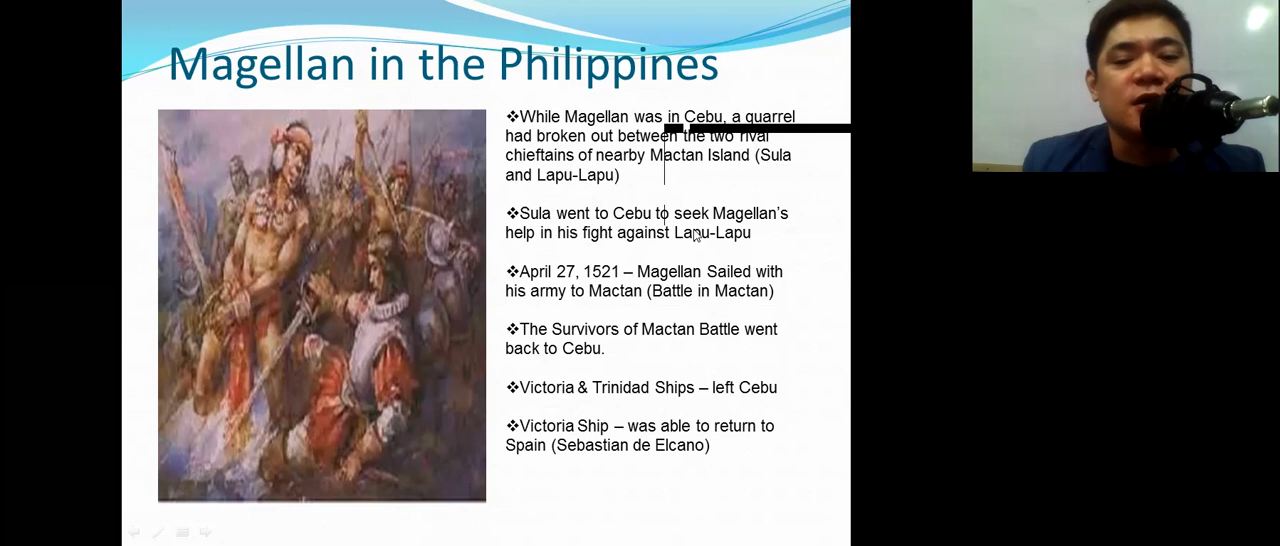 Magellan in the Philippines
❖While Magellan was in Cebu, a quarrel
had broken out between the two rival
chieftains of nearby Mactan Island (Sula
and Lapu-Lapu)
❖Sula went to Cebu to seek Magellan's
help in his fight against Lapu-Lapu
❖April 27, 1521 – Magellan Sailed with
his army to Mactan (Battle in Mactan)
❖The Survivors of Mactan Battle went
back to Cebu.
❖Victoria & Trinidad Ships – left Cebu
❖Victoria Ship – was able to return to
Spain (Sebastian de Elcano)